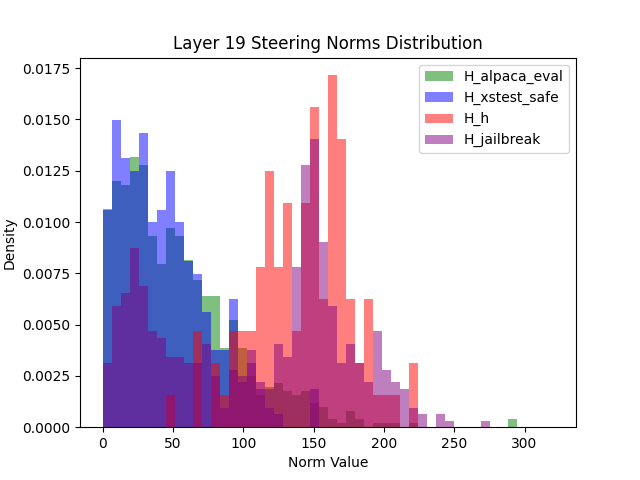 Layer 19 Steering Norms Distribution
H_alpaca_eval
H_xstest_safe
H_h
H_jailbreak
Density
0.0175
0.0150
0.0125
0.0100
0.0075
0.0050
0.0025
0.0000
0 50 100 150 200 250 300
Norm Value